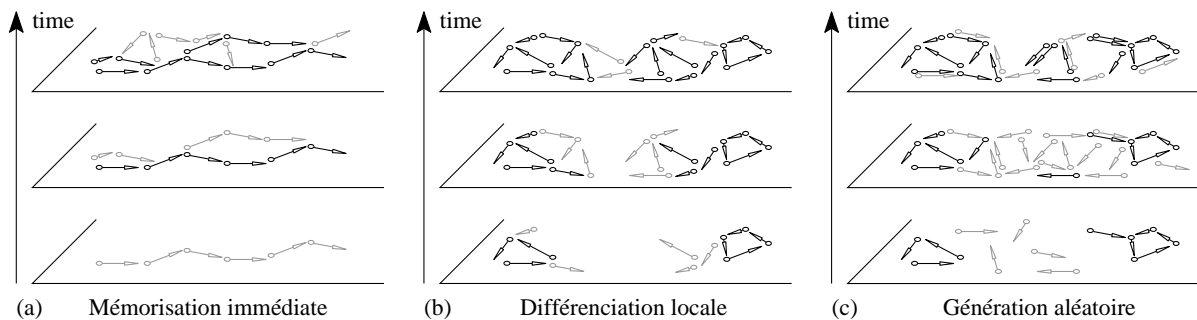 time
time
time
(a) Mémorisation immédiate
(b) Différenciation locale
(c) Génération aléatoire